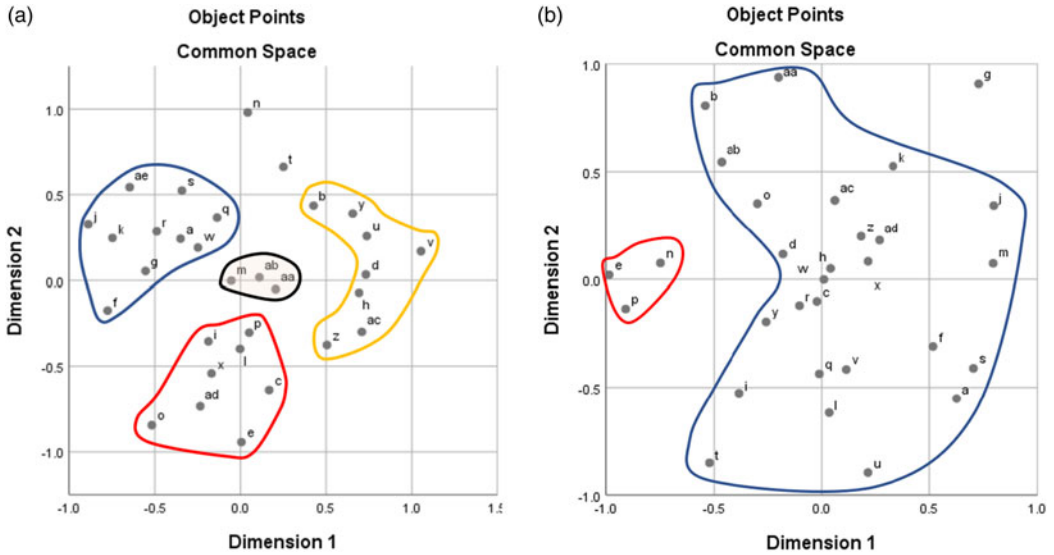 (a)
Object Points
Common Space
Dimension 2
1.0
0.5
0.0
-0.5
-1.0
n
t
ae
s
j
k
r
a
q
w
g
f
b
y
u
v
d
h
ac
z
m
ab
aa
i
p
l
x
ad
c
o
e
-1.0
-0.5
0.0
0.5
1.0
1.5
Dimension 1
(b)
Object Points
Common Space
Dimension 2
1.0
0.5
0.0
-0.5
-1.0
aa
g
b
ab
k
o
ac
j
z
ad
d
h
m
w
x
e
n
p
r
c
y
f
q
v
s
i
a
l
t
u
-1.0
-0.5
0.0
0.5
1.0
Dimension 1